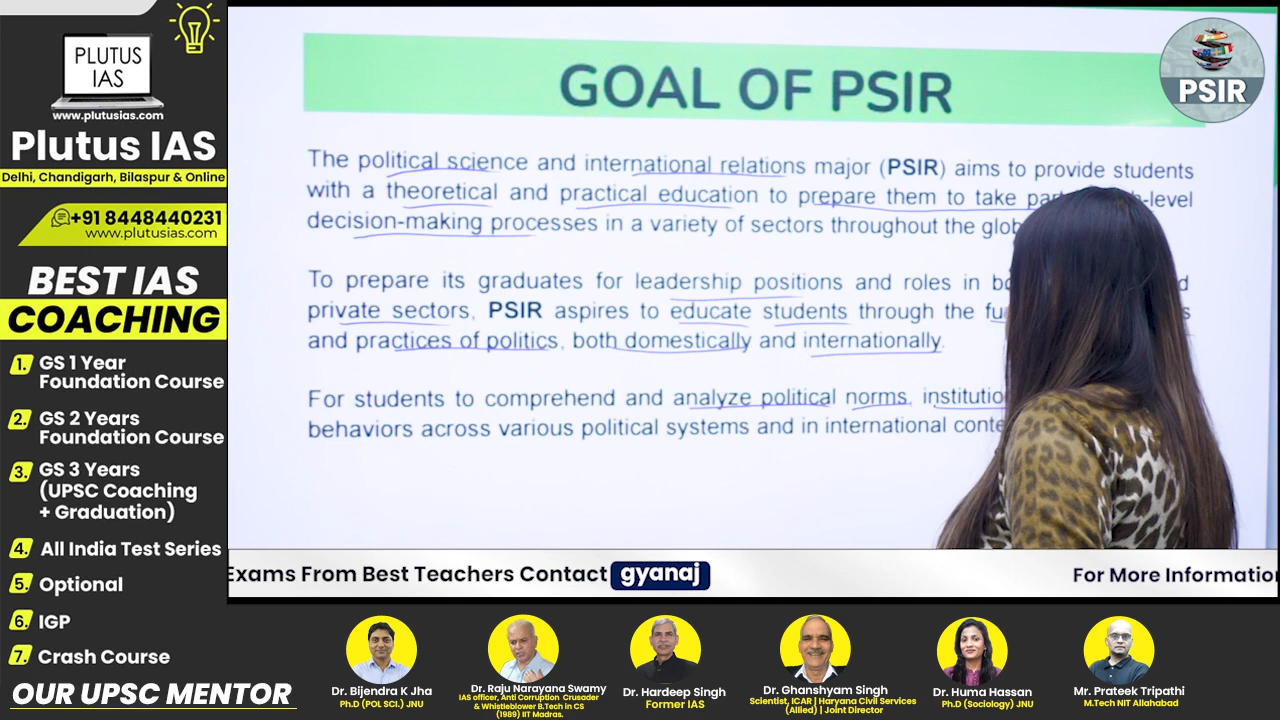 PLUTUS
IAS
www.plutusias.com
Plutus IAS
Delhi, Chandigarh, Bilaspur & Online
+91 8448440231
www.plutusias.com
BEST IAS
COACHING
1. GS 1 Year
Foundation Course
2. GS 2 Years
Foundation Course
3. GS 3 Years
(UPSC Coaching
+ Graduation)
4. All India Test Series
5. Optional
6. IGP
7. Crash Course
OUR UPSC MENTOR
GOAL OF PSIR
PSIR
The political science and international relations major (PSIR) aims to provide students
with a theoretical and practical education to prepare them to take part -level
decision-making processes in a variety of sectors throughout the glob
To prepare its graduates for leadership positions and roles in
private sectors, PSIR aspires to educate students through the
and practices of politics, both domestically and internationally.
For students to comprehend and analyze political norms, institutio
behaviors across various political systems and in international conte
Exams From Best Teachers Contact gyanaj
For More Information
Dr. Bijendra K Jha
Ph.D (POL SCI.) JNU
Dr. Raju Narayana Swamy
IAS officer, Anti Corruption Crusader
& Whistleblower B.Tech in CS
(1989) IIT Madras.
Dr. Hardeep Singh
Former IAS
Dr. Ghanshyam Singh
Scientist, ICAR | Haryana Civil Services
(Allied) | Joint Director
Dr. Huma Hassan
Ph.D (Sociology) JNU
Mr. Prateek Tripathi
M.Tech NIT Allahabad